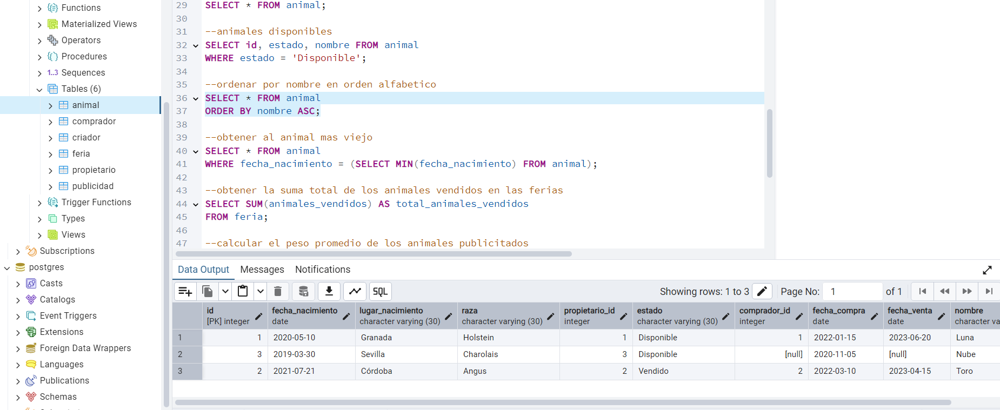 Functions
Materialized Views
Operators
Procedures
1..3 Sequences
Tables (6)
animal
comprador
criador
feria
propietario
publicidad
Trigger Functions
Types
Views
Subscriptions
postgres
Casts
Catalogs
Event Triggers
Extensions
Foreign Data Wrappers
Languages
Publications
Schemas
29 SELECT * FROM animal;
30
31 --animales disponibles
32 SELECT id, estado, nombre FROM animal
33 WHERE estado = 'Disponible';
34
35 --ordenar por nombre en orden alfabetico
36 SELECT * FROM animal
37 ORDER BY nombre ASC;
38
39 --obtener al animal mas viejo
40 SELECT * FROM animal
41 WHERE fecha_nacimiento = (SELECT MIN(fecha_nacimiento) FROM animal);
42
43 --obtener la suma total de los animales vendidos en las ferias
44 SELECT SUM(animales_vendidos) AS total_animales_vendidos
45 FROM feria;
46
47 --calcular el peso promedio de los animales publicitados
Data Output Messages Notifications
SQL Showing rows: 1 to 3 Page No: 1 of 1
id fecha_nacimiento lugar_nacimiento raza propietario_id estado comprador_id fecha_compra fecha_venta nombre
[PK] integer date character varying (30) character varying (30) integer character varying (30) integer date date character va
1 1 2020-05-10 Granada Holstein 1 Disponible 1 2022-01-15 2023-06-20 Luna
2 3 2019-03-30 Sevilla Charolais 3 Disponible [null] 2020-11-05 [null] Nube
3 2 2021-07-21 Córdoba Angus 2 Vendido 2 2022-03-10 2023-04-15 Toro